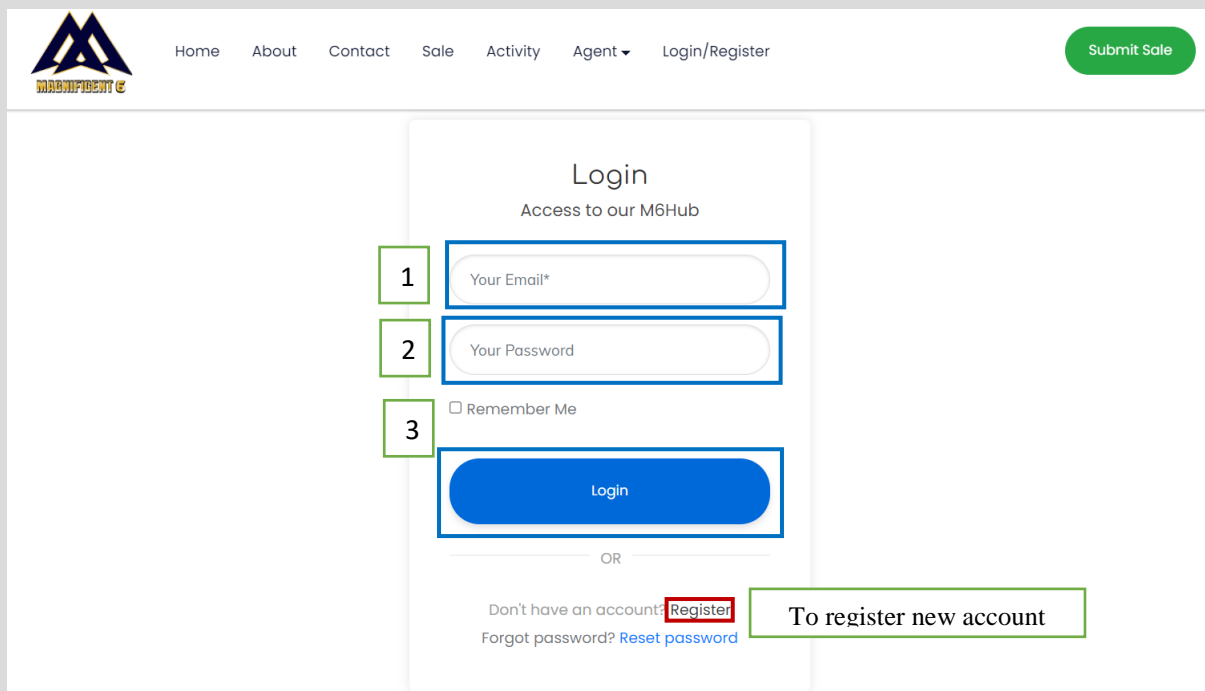 MAGNIFICENT 6
Home About Contact Sale Activity Agent Login/Register
Submit Sale
Login
Access to our M6Hub
1
Your Email*
2
Your Password
3
Remember Me
Login
OR
Don't have an account? Register
To register new account
Forgot password? Reset password